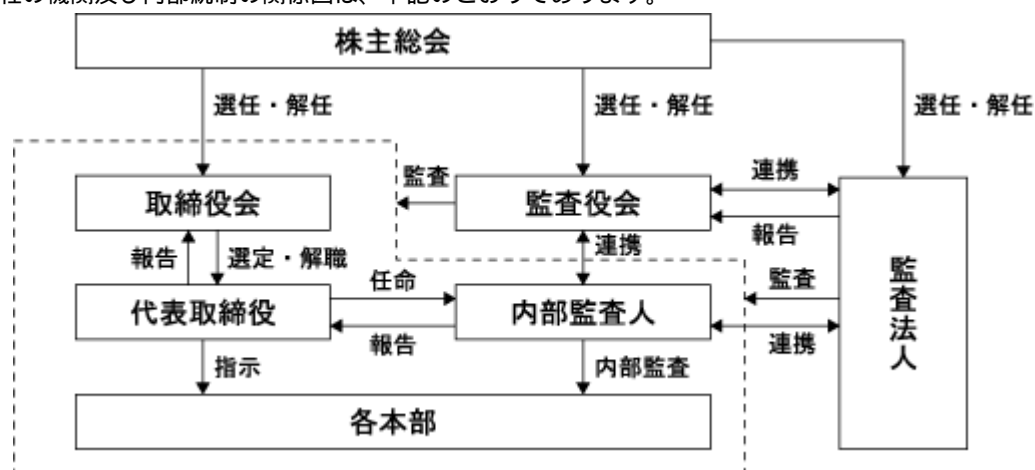 社の機関及び内部統制の関係図は、下記のとおりであります。
株主総会
選任・解任
選任・解任
選任・解任
取締役会
監査
監査役会
連携
報告
報告
選定・解職
連携
代表取締役
任命
報告
内部監査人
監査
連携
監査法人
指示
内部監査
各本部